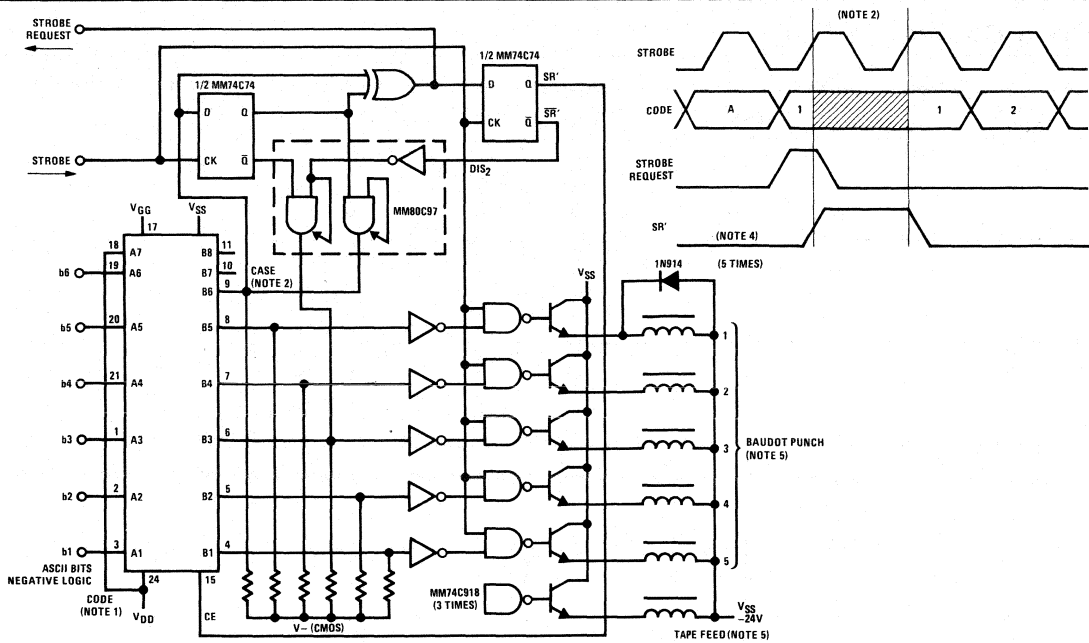 STROBE
REQUEST
STROBE
1/2 MM74C74
D
Q
CK
Q̅
1/2 MM74C74
D
Q
SR'
CK
Q̅
S̅R̅'
DIS2
MM80C97
VGG
17
VSS
18
A7
B8
11
b6
19
A6
B7
10
CASE
(NOTE 2)
B6
9
b5
20
A5
B5
8
b4
21
A4
B4
7
b3
1
A3
B3
6
b2
2
A2
B2
5
b1
3
A1
B1
4
ASCII BITS
NEGATIVE LOGIC
24
15
CODE
(NOTE 1)
VDD
CE
V– (CMOS)
VSS
MM74C918
(3 TIMES)
1N914
(5 TIMES)
1
2
3
4
5
BAUDOT PUNCH
(NOTE 5)
VSS
–24V
TAPE FEED (NOTE 5)
(NOTE 2)
STROBE
CODE
A
1
1
2
STROBE
REQUEST
SR'
(NOTE 4)